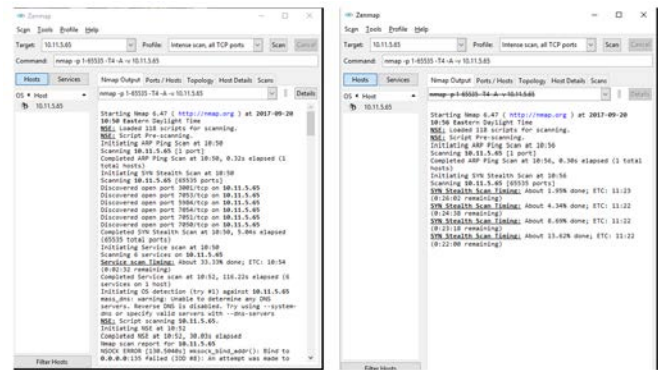 Zenmap
Scan Tools Profile Help
Target: 10.11.5.65 Profile: Intense scan, all TCP ports Scan Cancel
Command: nmap -p 1-65535 -T4 -A -v 10.11.5.65
Hosts Services
Nmap Output Ports / Hosts Topology Host Details Scans
OS Host
nmap -p 1-65535 -T4 -A -v 10.11.5.65 Details
10.11.5.65
Starting Nmap 6.47 ( http://nmap.org ) at 2017-09-20
10:50 Eastern Daylight Time
NSE: Loaded 118 scripts for scanning.
NSE: Script Pre-scanning.
Initiating ARP Ping Scan at 10:50
Scanning 10.11.5.65 [1 port]
Completed ARP Ping Scan at 10:50, 0.32s elapsed (1
total hosts)
Initiating SYN Stealth Scan at 10:50
Scanning 10.11.5.65 [65535 ports]
Discovered open port 3001/tcp on 10.11.5.65
Discovered open port 7053/tcp on 10.11.5.65
Discovered open port 5984/tcp on 10.11.5.65
Discovered open port 7054/tcp on 10.11.5.65
Discovered open port 7051/tcp on 10.11.5.65
Discovered open port 7050/tcp on 10.11.5.65
Completed SYN Stealth Scan at 10:50, 5.04s elapsed
(65535 total ports)
Initiating Service scan at 10:50
Scanning 6 services on 10.11.5.65
Service scan Timing: About 33.33% done; ETC: 10:54
(0:02:32 remaining)
Completed Service scan at 10:52, 116.22s elapsed (6
services on 1 host)
Initiating OS detection (try #1) against 10.11.5.65
mass_dns: warning: Unable to determine any DNS
servers. Reverse DNS is disabled. Try using --system-
dns or specify valid servers with --dns-servers
NSE: Script scanning 10.11.5.65.
Initiating NSE at 10:52
Completed NSE at 10:52, 30.03s elapsed
Nmap scan report for 10.11.5.65
NSOCK ERROR [130.5040s] mksock_bind_addr(): Bind to
0.0.0.0:135 failed (IOD #8): An attempt was made to
Filter Hosts
Zenmap
Scan Tools Profile Help
Target: 10.11.5.65 Profile: Intense scan, all TCP ports Scan Cancel
Command: nmap -p 1-65535 -T4 -A -v 10.11.5.65
Hosts Services
Nmap Output Ports / Hosts Topology Host Details Scans
OS Host
nmap -p 1-65535 -T4 -A -v 10.11.5.65 Details
10.11.5.65
Starting Nmap 6.47 ( http://nmap.org ) at 2017-09-20
10:56 Eastern Daylight Time
NSE: Loaded 118 scripts for scanning.
NSE: Script Pre-scanning.
Initiating ARP Ping Scan at 10:56
Scanning 10.11.5.65 [1 port]
Completed ARP Ping Scan at 10:56, 0.30s elapsed (1 total
hosts)
Initiating SYN Stealth Scan at 10:56
Scanning 10.11.5.65 [65535 ports]
SYN Stealth Scan Timing: About 1.95% done; ETC: 11:23
(0:26:02 remaining)
SYN Stealth Scan Timing: About 4.34% done; ETC: 11:22
(0:24:38 remaining)
SYN Stealth Scan Timing: About 8.69% done; ETC: 11:22
(0:23:18 remaining)
SYN Stealth Scan Timing: About 13.62% done; ETC: 11:22
(0:22:00 remaining)
Filter Hosts